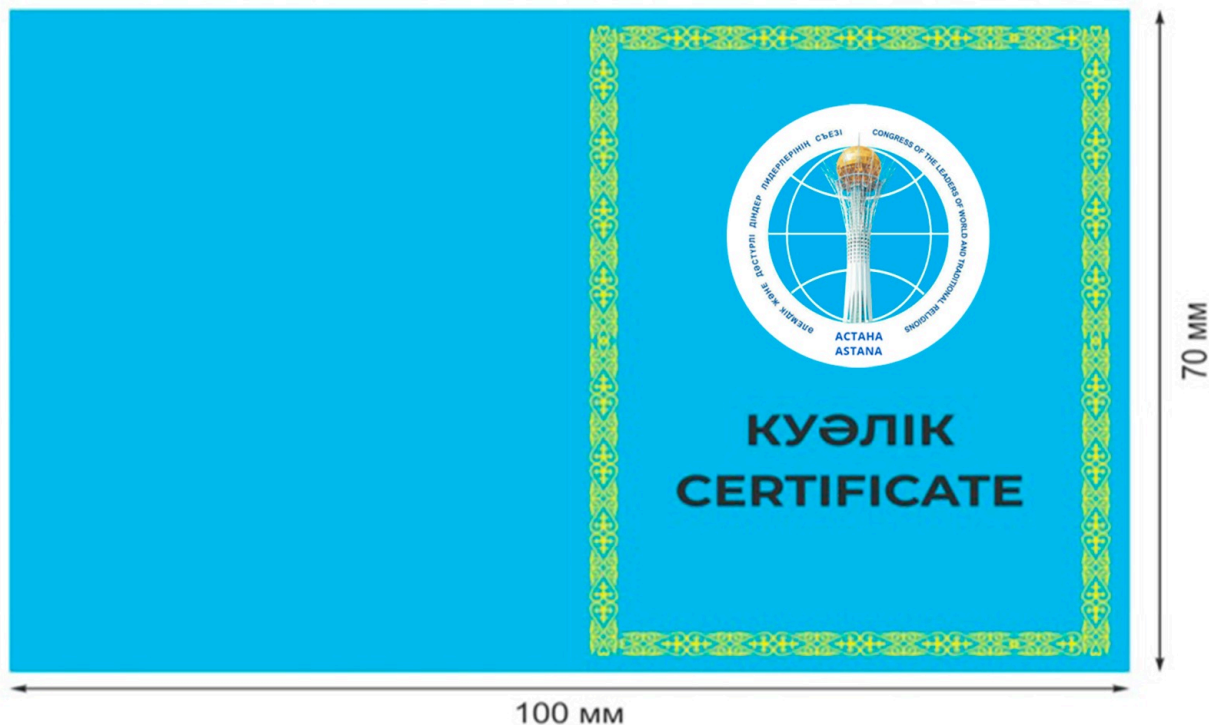 ӘЛЕМДІК ЖӘНЕ ДӘСТҮРЛІ ДІНДЕР ЛИДЕРЛЕРІНІҢ СЪЕЗІ
CONGRESS OF THE LEADERS OF WORLD AND TRADITIONAL RELIGIONS
АСТАНА
ASTANA
КУӘЛІК
CERTIFICATE
70 мм
100 мм